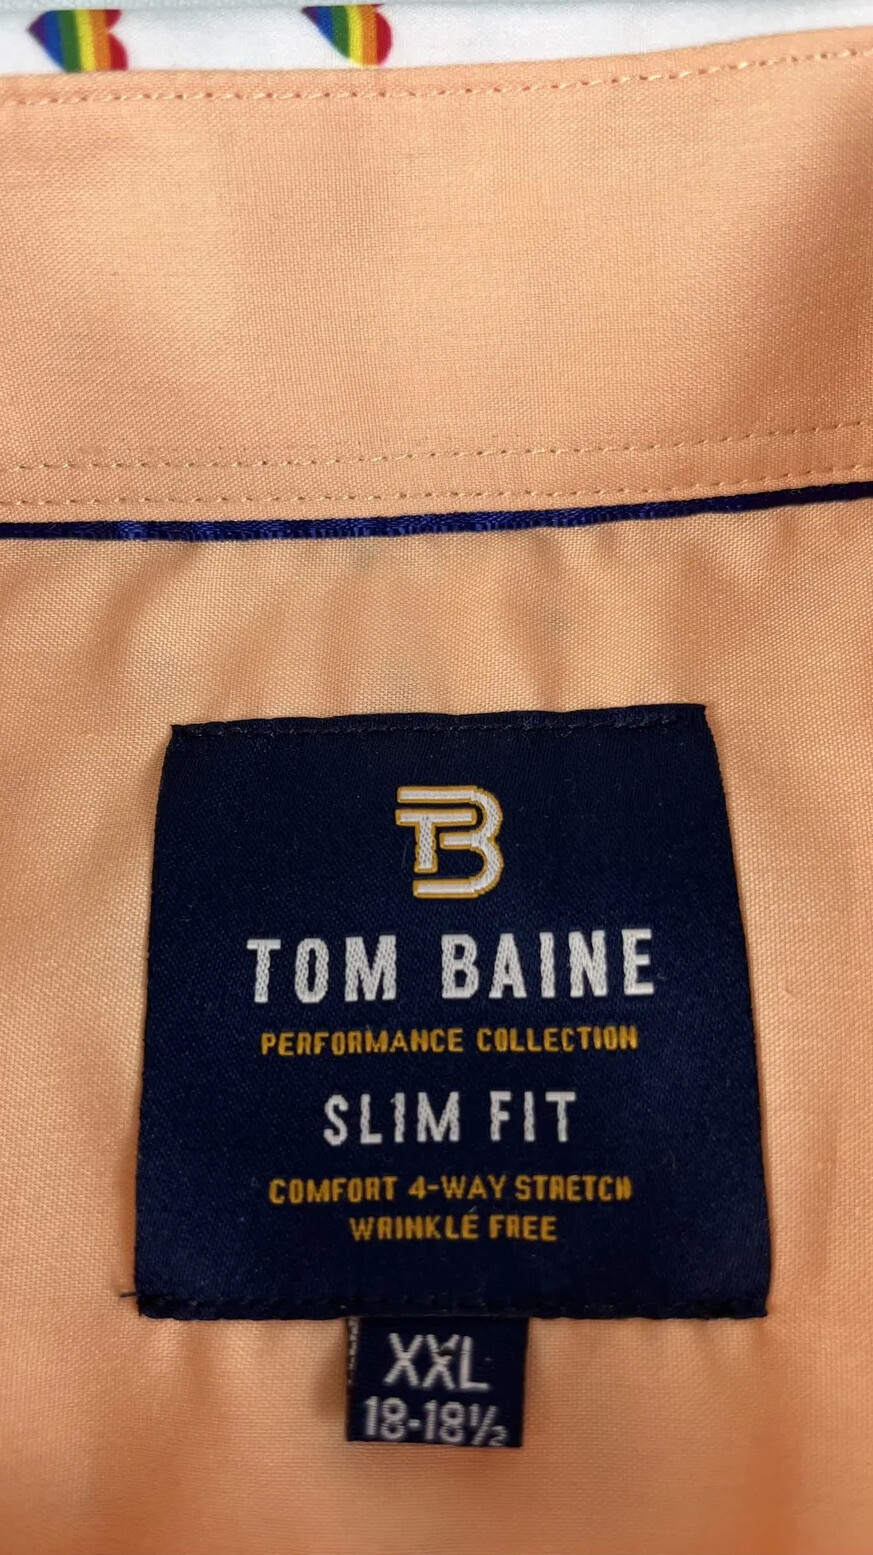 TB
TOM BAINE
PERFORMANCE COLLECTION
SLIM FIT
COMFORT 4-WAY STRETCH
WRINKLE FREE
XXL
18-18½